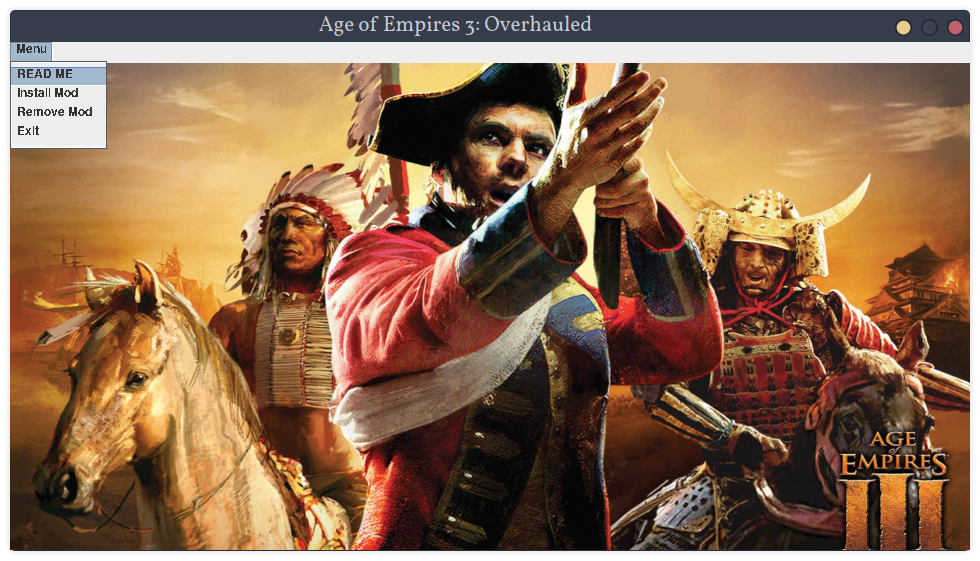 Age of Empires 3: Overhauled
Menu
READ ME
Install Mod
Remove Mod
Exit
AGE
of
EMPIRES
III